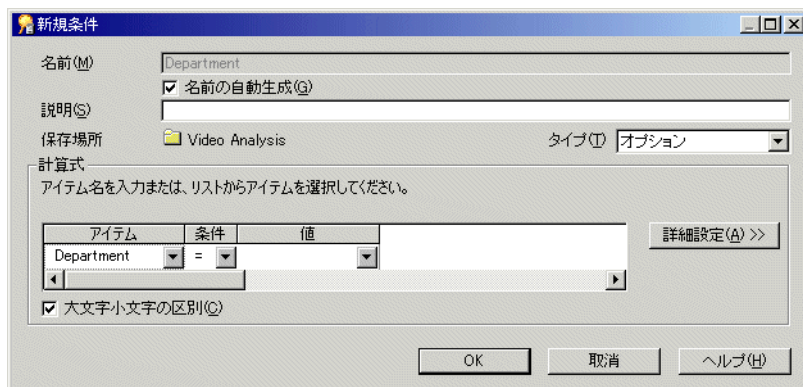 新規条件
名前(M) Department
名前の自動生成(G)
説明(S)
保存場所 Video Analysis タイプ(T) オプション
計算式
アイテム名を入力または、リストからアイテムを選択してください。
アイテム 条件 値
Department =
詳細設定(A) >>
大文字小文字の区別(C)
OK 取消 ヘルプ(H)